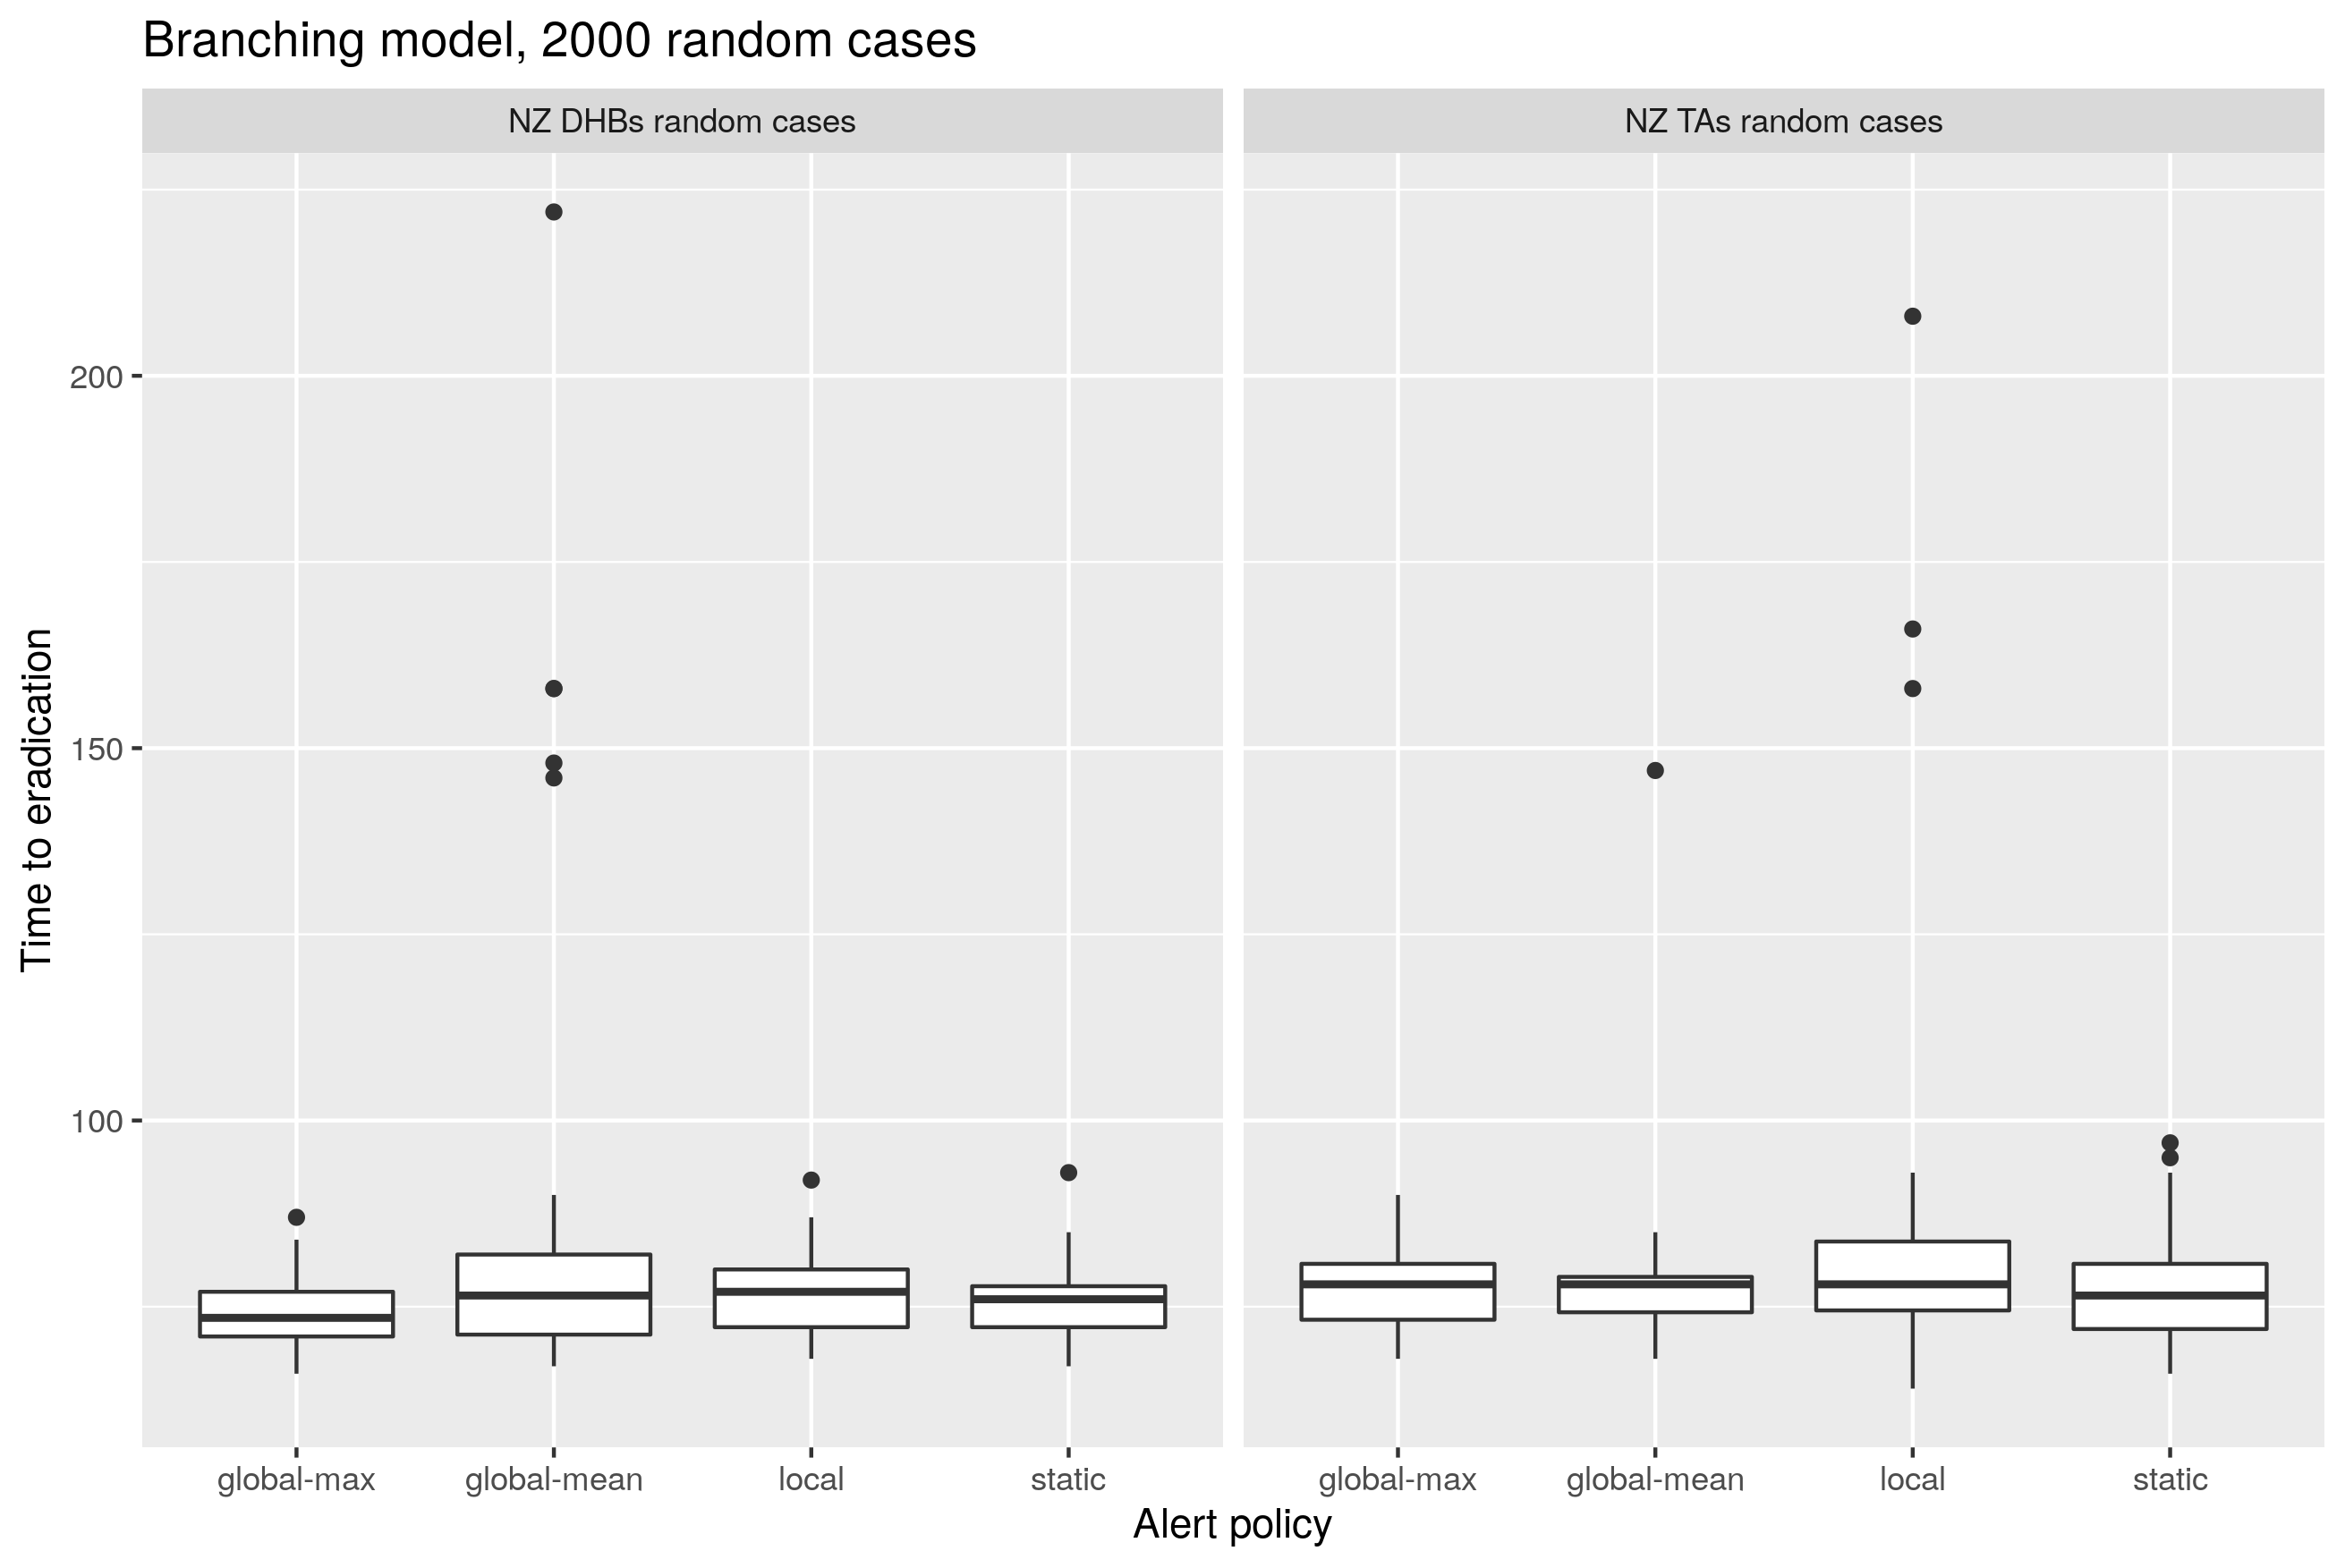 Branching model, 2000 random cases
NZ DHBs random cases
NZ TAs random cases
Time to eradication
200
150
100
global-max
global-mean
local
static
global-max
global-mean
local
static
Alert policy